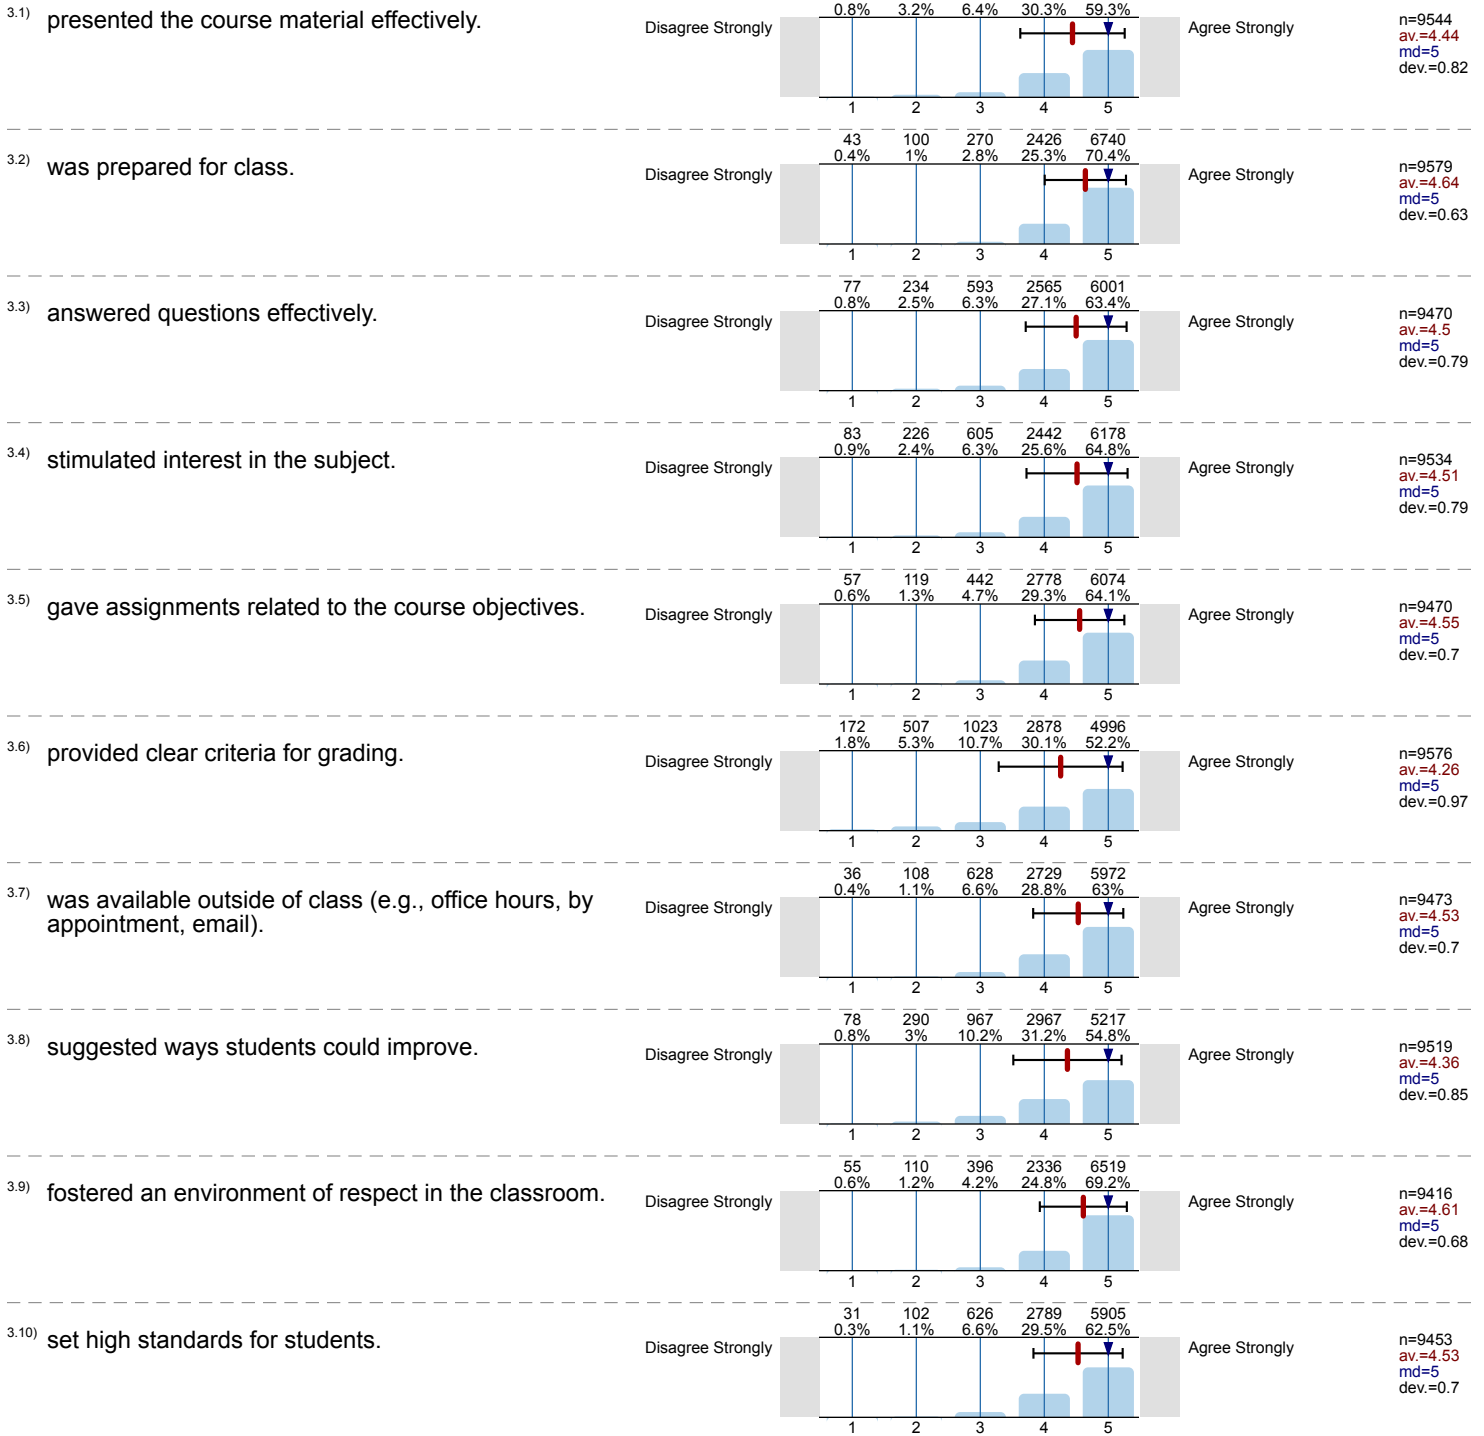 0.8% 3.2% 6.4% 30.3% 59.3%
3.1) presented the course material effectively. Disagree Strongly Agree Strongly n=9544
av.=4.44
md=5
dev.=0.82
1 2 3 4 5
43 100 270 2426 6740
0.4% 1% 2.8% 25.3% 70.4%
3.2) was prepared for class. Disagree Strongly Agree Strongly n=9579
av.=4.64
md=5
dev.=0.63
1 2 3 4 5
77 234 593 2565 6001
0.8% 2.5% 6.3% 27.1% 63.4%
3.3) answered questions effectively. Disagree Strongly Agree Strongly n=9470
av.=4.5
md=5
dev.=0.79
1 2 3 4 5
83 226 605 2442 6178
0.9% 2.4% 6.3% 25.6% 64.8%
3.4) stimulated interest in the subject. Disagree Strongly Agree Strongly n=9534
av.=4.51
md=5
dev.=0.79
1 2 3 4 5
57 119 442 2778 6074
0.6% 1.3% 4.7% 29.3% 64.1%
3.5) gave assignments related to the course objectives. Disagree Strongly Agree Strongly n=9470
av.=4.55
md=5
dev.=0.7
1 2 3 4 5
172 507 1023 2878 4996
1.8% 5.3% 10.7% 30.1% 52.2%
3.6) provided clear criteria for grading. Disagree Strongly Agree Strongly n=9576
av.=4.26
md=5
dev.=0.97
1 2 3 4 5
36 108 628 2729 5972
0.4% 1.1% 6.6% 28.8% 63%
3.7) was available outside of class (e.g., office hours, by Disagree Strongly Agree Strongly n=9473
appointment, email). av.=4.53
md=5
dev.=0.7
1 2 3 4 5
78 290 967 2967 5217
0.8% 3% 10.2% 31.2% 54.8%
3.8) suggested ways students could improve. Disagree Strongly Agree Strongly n=9519
av.=4.36
md=5
dev.=0.85
1 2 3 4 5
55 110 396 2336 6519
0.6% 1.2% 4.2% 24.8% 69.2%
3.9) fostered an environment of respect in the classroom. Disagree Strongly Agree Strongly n=9416
av.=4.61
md=5
dev.=0.68
1 2 3 4 5
31 102 626 2789 5905
0.3% 1.1% 6.6% 29.5% 62.5%
3.10) set high standards for students. Disagree Strongly Agree Strongly n=9453
av.=4.53
md=5
dev.=0.7
1 2 3 4 5